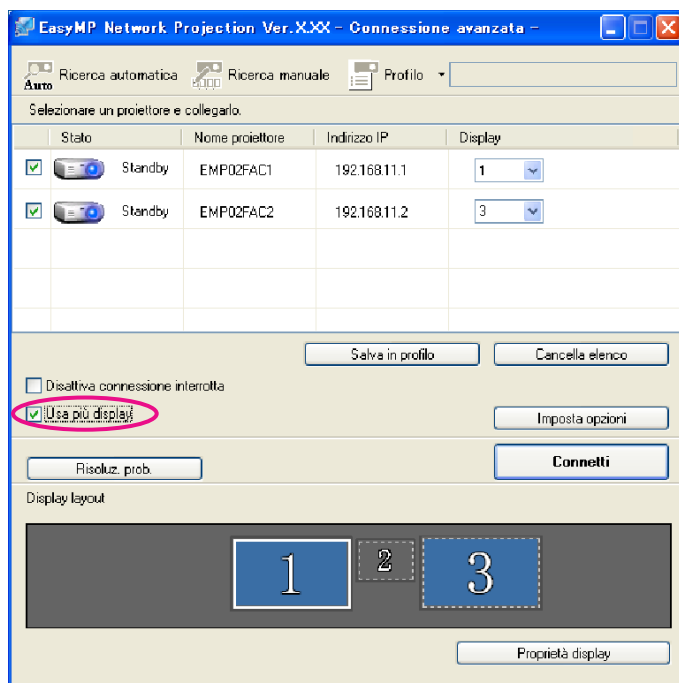 EasyMP Network Projection Ver.X.XX - Connessione avanzata -
Auto Ricerca automatica Ricerca manuale Profilo
Selezionare un proiettore e collegarlo.
Stato Nome proiettore Indirizzo IP Display
Standby EMP02FAC1 192.168.11.1 1
Standby EMP02FAC2 192.168.11.2 3
Salva in profilo Cancella elenco
Disattiva connessione interrotta
Usa più display
Imposta opzioni
Risoluz. prob. Connetti
Display layout
1 2 3
Proprietà display